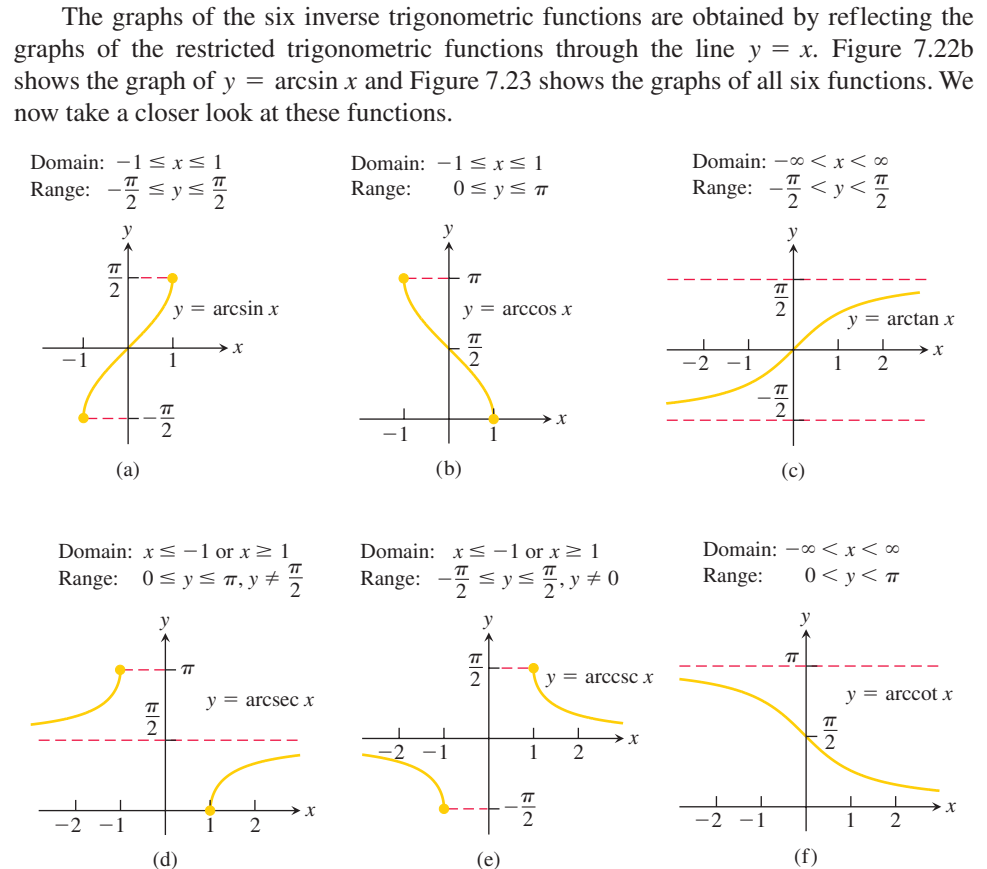 The graphs of the six inverse trigonometric functions are obtained by reflecting the
graphs of the restricted trigonometric functions through the line y = x. Figure 7.22b
shows the graph of y = arcsin x and Figure 7.23 shows the graphs of all six functions. We
now take a closer look at these functions.
Domain: −1 ≤ x ≤ 1
Range: −π/2 ≤ y ≤ π/2
y
π/2
y = arcsin x
−1
1
x
−π/2
(a)
Domain: −1 ≤ x ≤ 1
Range: 0 ≤ y ≤ π
y
π
y = arccos x
π/2
−1
1
x
(b)
Domain: −∞ < x < ∞
Range: −π/2 < y < π/2
y
π/2
y = arctan x
−2 −1
1 2
x
−π/2
(c)
Domain: x ≤ −1 or x ≥ 1
Range: 0 ≤ y ≤ π, y ≠ π/2
y
π
y = arcsec x
π/2
−2 −1
1 2
x
(d)
Domain: x ≤ −1 or x ≥ 1
Range: −π/2 ≤ y ≤ π/2, y ≠ 0
y
π/2
y = arccsc x
−2 −1
1 2
x
−π/2
(e)
Domain: −∞ < x < ∞
Range: 0 < y < π
y
π
y = arccot x
π/2
−2 −1
1 2
x
(f)